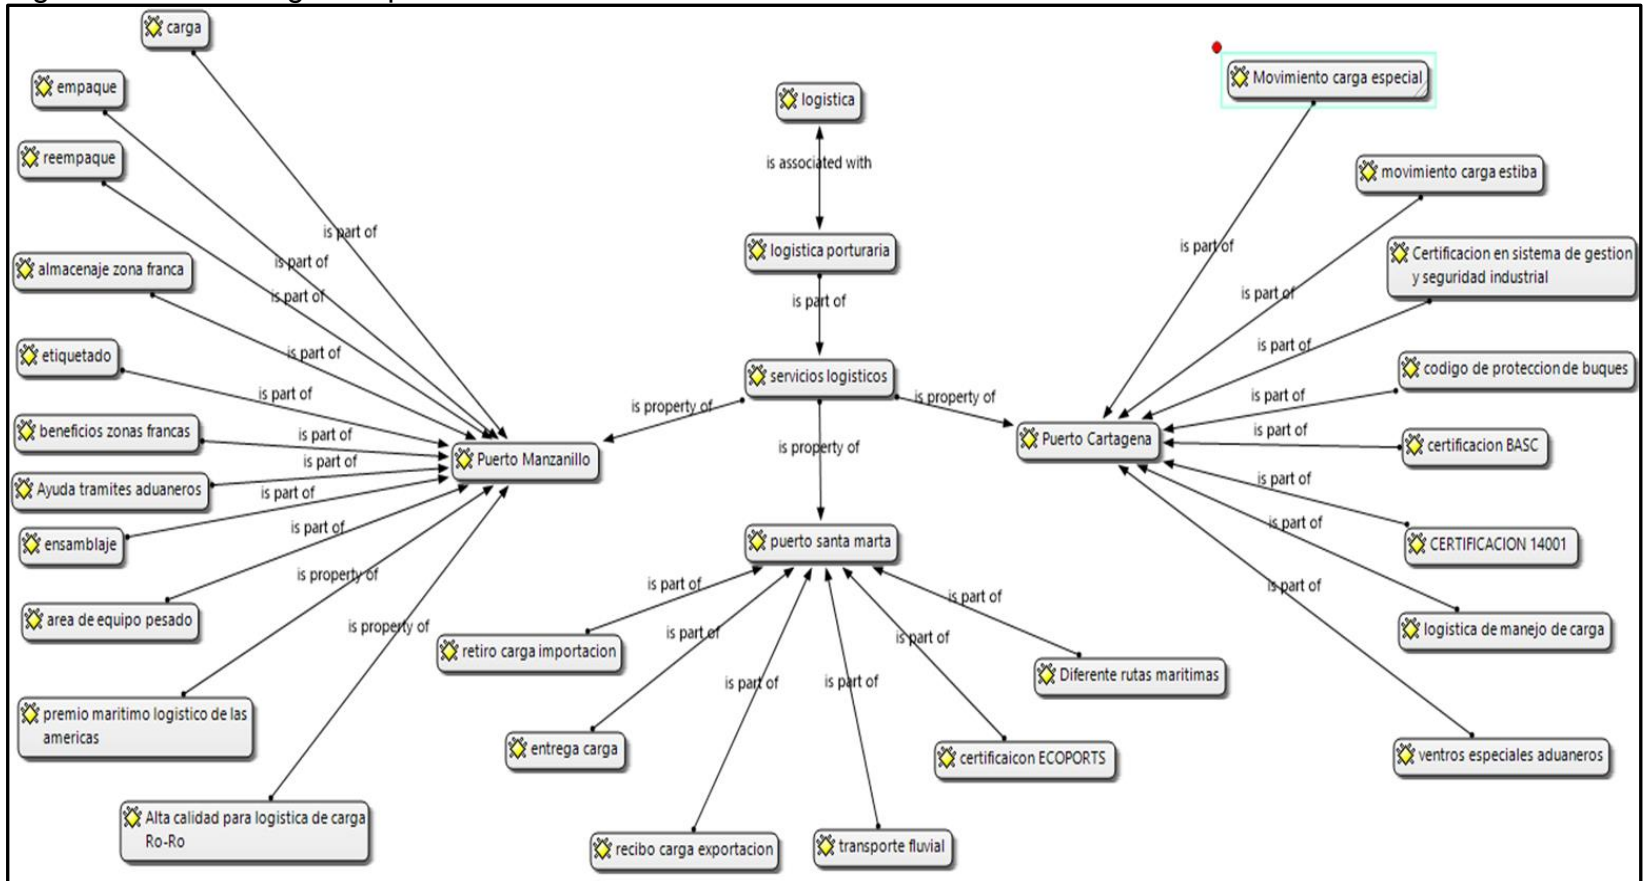 carga
empaque
reempaque
almacenaje zona franca
etiquetado
beneficios zonas francas
Ayuda tramites aduaneros
ensamblaje
area de equipo pesado
premio maritimo logistico de las
americas
Alta calidad para logistica de carga
Ro-Ro
is part of
is part of
is part of
is part of
is part of
is part of
is part of
is part of
is part of
is property of
is property of
Puerto Manzanillo
logistica
is associated with
logistica porturaria
is part of
servicios logisticos
is property of
is property of
is property of
puerto santa marta
is part of
is part of
is part of
is part of
is part of
is part of
retiro carga importacion
entrega carga
recibo carga exportacion
transporte fluvial
certificaicon ECOPORTS
Diferente rutas maritimas
Puerto Cartagena
is part of
is part of
is part of
is part of
is part of
is part of
is part of
is part of
Movimiento carga especial
movimiento carga estiba
Certificacion en sistema de gestion
y seguridad industrial
codigo de proteccion de buques
certificacion BASC
CERTIFICACION 14001
logistica de manejo de carga
ventros especiales aduaneros